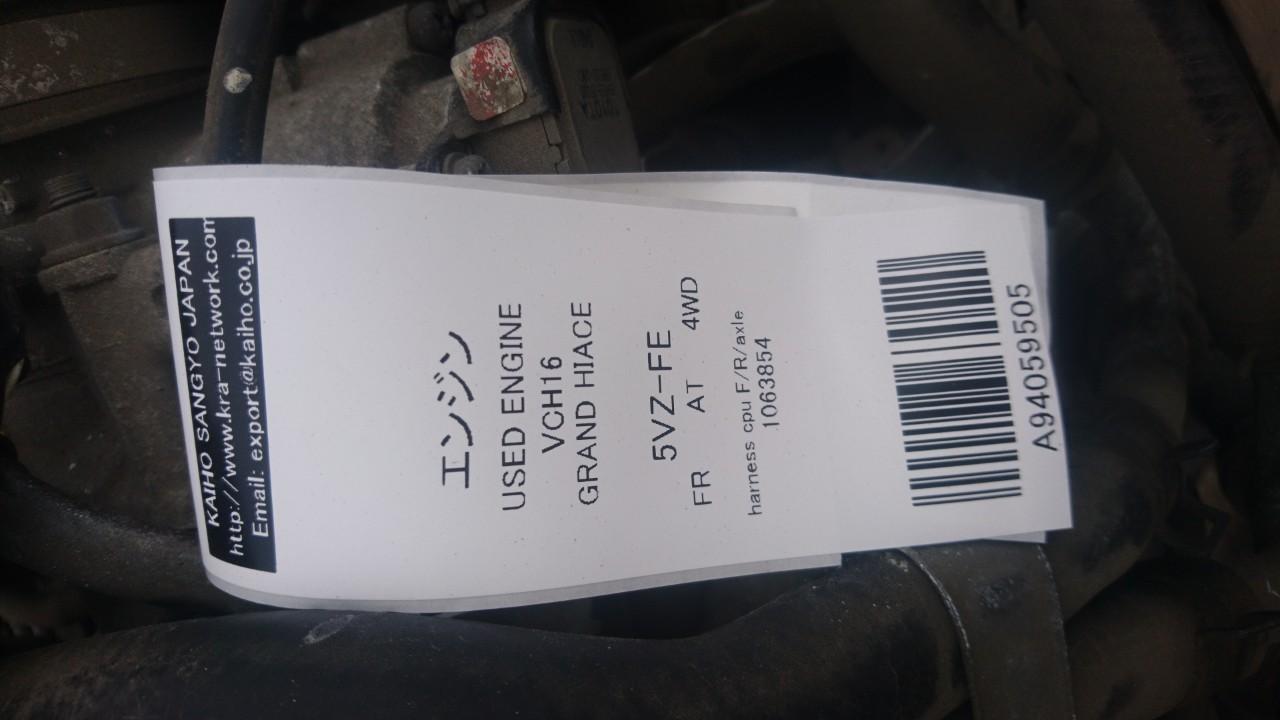 KAIHO SANGYO JAPAN
http://www.kra-network.com
Email: export@kaiho.co.jp
エンジン
USED ENGINE
VCH16
GRAND HIACE
5VZ-FE
FR AT 4WD
harness cpu F/R/axle
1063854
A94059505
TOYOTA